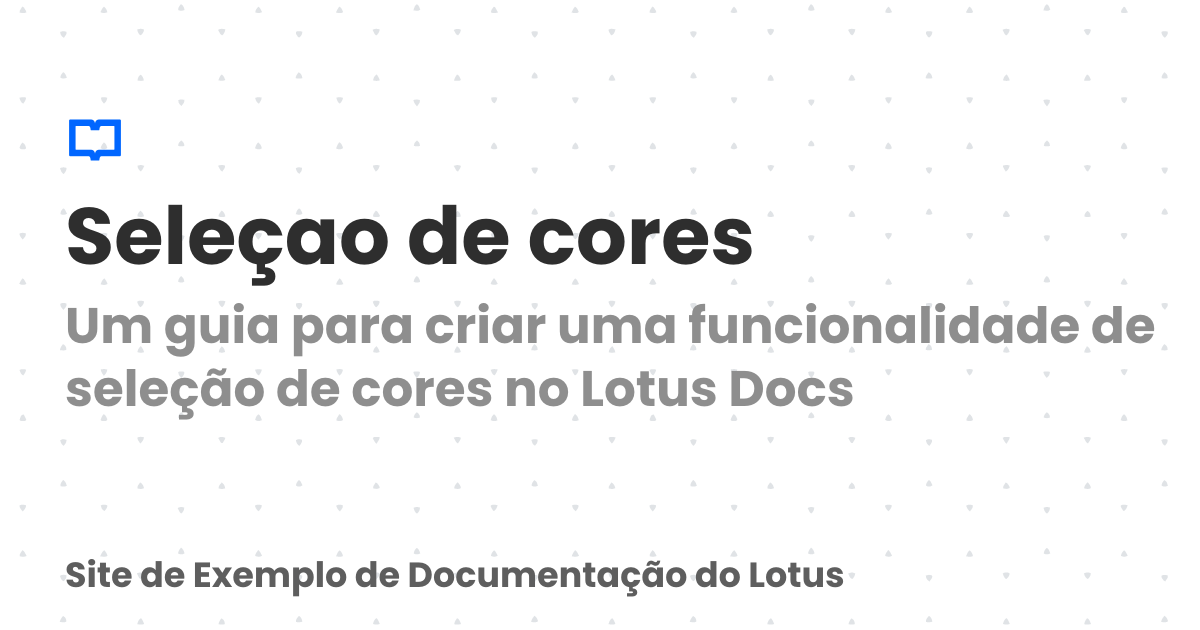 Seleçao de cores
Um guia para criar uma funcionalidade de
seleção de cores no Lotus Docs
Site de Exemplo de Documentação do Lotus